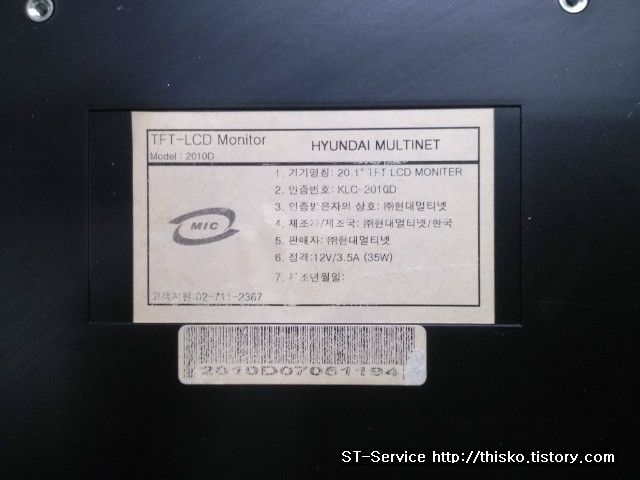 TFT-LCD Monitor
Model : 2010D
HYUNDAI MULTINET
1. 기기명칭: 20.1" TFT LCD MONITER
2. 인증번호: KLC-2010D
3. 인증받은자의 상호: ㈜현대멀티넷
4. 제조자/제조국: ㈜현대멀티넷/한국
5. 판매자: ㈜현대멀티넷
6. 정격:12V/3.5A (35W)
7. 제조년월일:
MIC
고객지원:02-711-2367
2010D07051194
ST-Service http://thisko.tistory.com